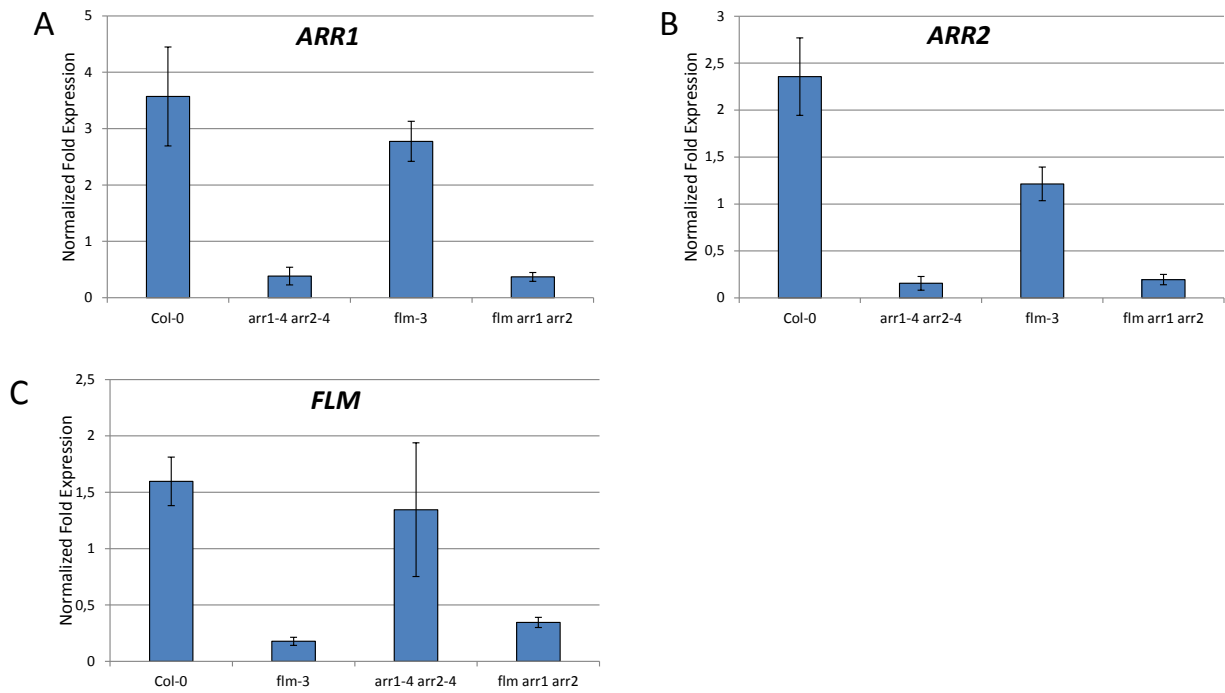 A
ARR1
Normalized Fold Expression
5
4
3
2
1
0
Col-0
arr1-4 arr2-4
flm-3
flm arr1 arr2
B
ARR2
Normalized Fold Expression
3
2,5
2
1,5
1
0,5
0
Col-0
arr1-4 arr2-4
flm-3
flm arr1 arr2
C
FLM
Normalized Fold Expression
2,5
2
1,5
1
0,5
0
Col-0
flm-3
arr1-4 arr2-4
flm arr1 arr2